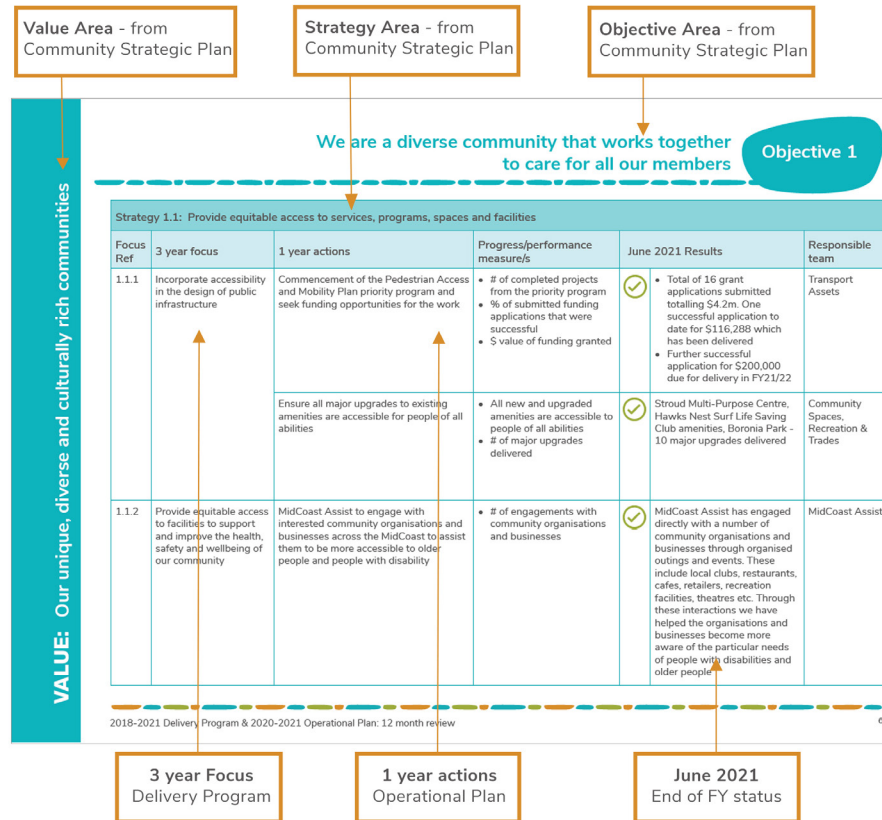 Value Area - from
Community Strategic Plan
Strategy Area - from
Community Strategic Plan
Objective Area - from
Community Strategic Plan
VALUE: Our unique, diverse and culturally rich communities
We are a diverse community that works together
to care for all our members
Objective 1
Strategy 1.1: Provide equitable access to services, programs, spaces and facilities
Focus
Ref
3 year focus
1 year actions
Progress/performance
measure/s
June 2021 Results
Responsible
team
1.1.1
Incorporate accessibility
in the design of public
infrastructure
Commencement of the Pedestrian Access
and Mobility Plan priority program and
seek funding opportunities for the work
• # of completed projects
from the priority program
• % of submitted funding
applications that were
successful
• $ value of funding granted
• Total of 16 grant
applications submitted
totalling $4.2m. One
successful application to
date for $116,288 which
has been delivered
• Further successful
application for $200,000
due for delivery in FY21/22
Transport
Assets
Ensure all major upgrades to existing
amenities are accessible for people of all
abilities
• All new and upgraded
amenities are accessible to
people of all abilities
• # of major upgrades
delivered
Stroud Multi-Purpose Centre,
Hawks Nest Surf Life Saving
Club amenities, Boronia Park -
10 major upgrades delivered
Community
Spaces,
Recreation &
Trades
1.1.2
Provide equitable access
to facilities to support
and improve the health,
safety and wellbeing of
our community
MidCoast Assist to engage with
interested community organisations and
businesses across the MidCoast to assist
them to be more accessible to older
people and people with disability
• # of engagements with
community organisations
and businesses
MidCoast Assist has engaged
directly with a number of
community organisations and
businesses through organised
outings and events. These
include local clubs, restaurants,
cafes, retailers, recreation
facilities, theatres etc. Through
these interactions we have
helped the organisations and
businesses become more
aware of the particular needs
of people with disabilities and
older people
MidCoast Assist
2018-2021 Delivery Program & 2020-2021 Operational Plan: 12 month review
6
3 year Focus
Delivery Program
1 year actions
Operational Plan
June 2021
End of FY status